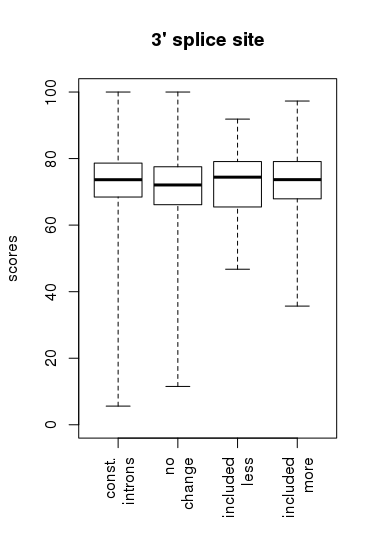 3' splice site
scores
100
80
60
40
20
0
const.
introns
no
change
included
less
included
more